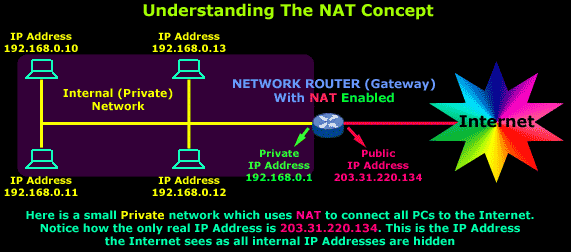 Understanding The NAT Concept
IP Address
192.168.0.10
IP Address
192.168.0.13
Internal (Private)
Network
NETWORK ROUTER (Gateway)
With NAT Enabled
Internet
IP Address
192.168.0.11
IP Address
192.168.0.12
Private
IP Address
192.168.0.1
Public
IP Address
203.31.220.134
Here is a small Private network which uses NAT to connect all PCs to the Internet.
Notice how the only real IP Address is 203.31.220.134. This is the IP Address
the Internet sees as all internal IP Addresses are hidden